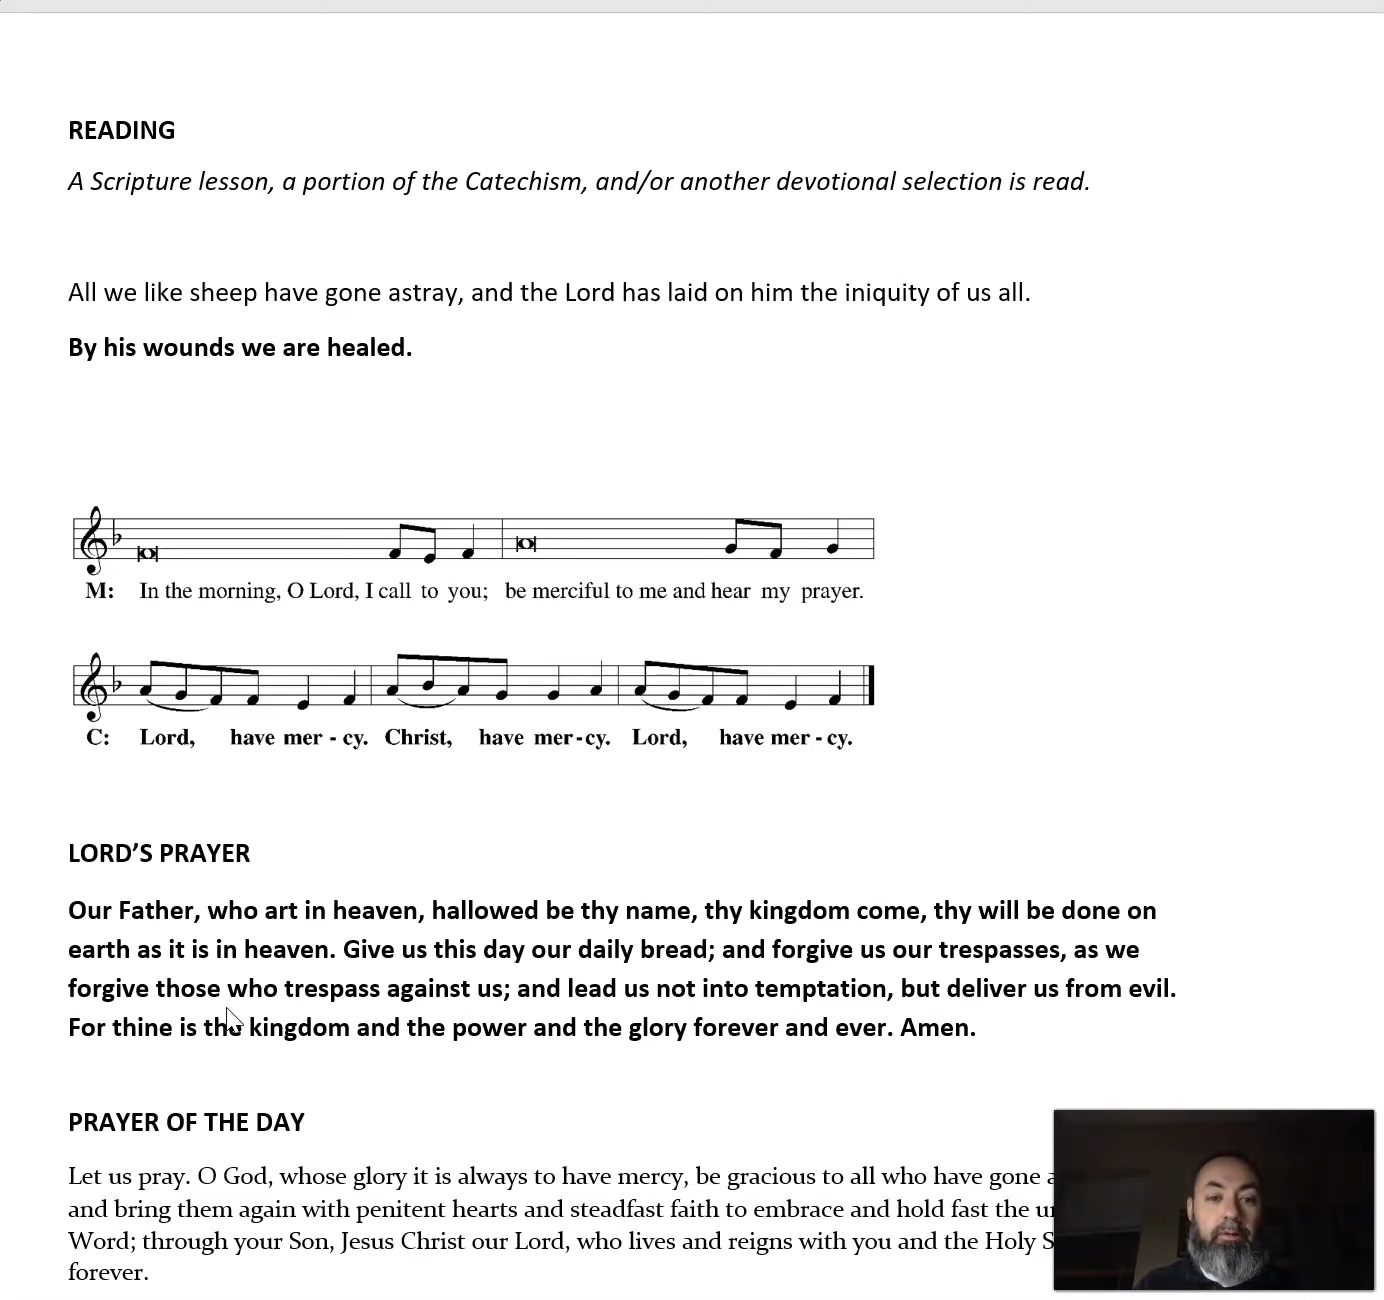 READING
A Scripture lesson, a portion of the Catechism, and/or another devotional selection is read.
All we like sheep have gone astray, and the Lord has laid on him the iniquity of us all.
By his wounds we are healed.
M: In the morning, O Lord, I call to you; be merciful to me and hear my prayer.
C: Lord, have mer - cy. Christ, have mer - cy. Lord, have mer - cy.
LORD’S PRAYER
Our Father, who art in heaven, hallowed be thy name, thy kingdom come, thy will be done on
earth as it is in heaven. Give us this day our daily bread; and forgive us our trespasses, as we
forgive those who trespass against us; and lead us not into temptation, but deliver us from evil.
For thine is the kingdom and the power and the glory forever and ever. Amen.
PRAYER OF THE DAY
Let us pray. O God, whose glory it is always to have mercy, be gracious to all who have gone
and bring them again with penitent hearts and steadfast faith to embrace and hold fast the
Word; through your Son, Jesus Christ our Lord, who lives and reigns with you and the Holy
forever.